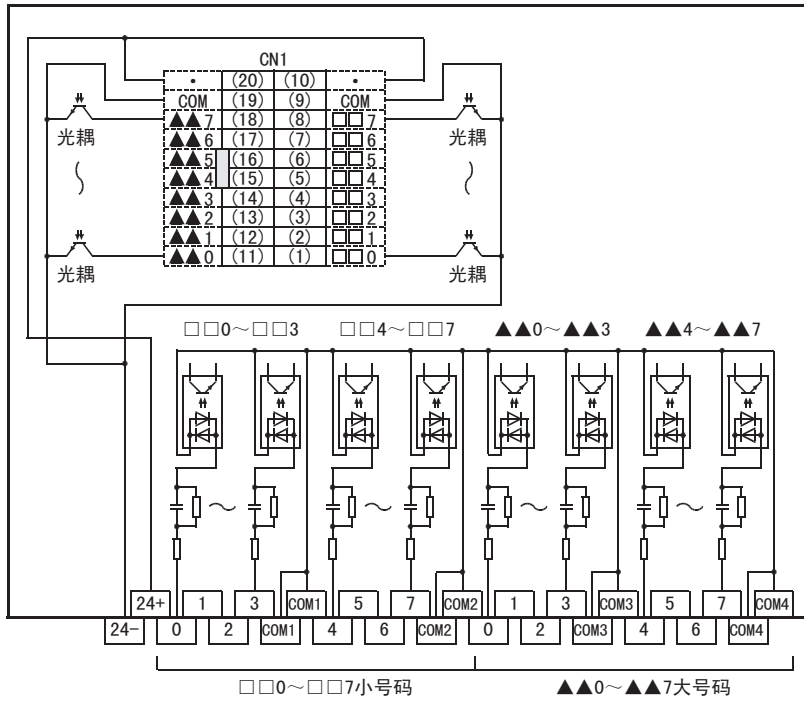 CN1
• (20) (10) •
COM (19) (9) COM
▲▲7 (18) (8) □□7
▲▲6 (17) (7) □□6
▲▲5 (16) (6) □□5
▲▲4 (15) (5) □□4
▲▲3 (14) (4) □□3
▲▲2 (13) (3) □□2
▲▲1 (12) (2) □□1
▲▲0 (11) (1) □□0
光耦 光耦
光耦 光耦
□□0～□□3 □□4～□□7 ▲▲0～▲▲3 ▲▲4～▲▲7
24+ 1 3 COM1 5 7 COM2 1 3 COM3 5 7 COM4
24- 0 2 COM1 4 6 COM2 0 2 COM3 4 6 COM4
□□0～□□7小号码 ▲▲0～▲▲7大号码